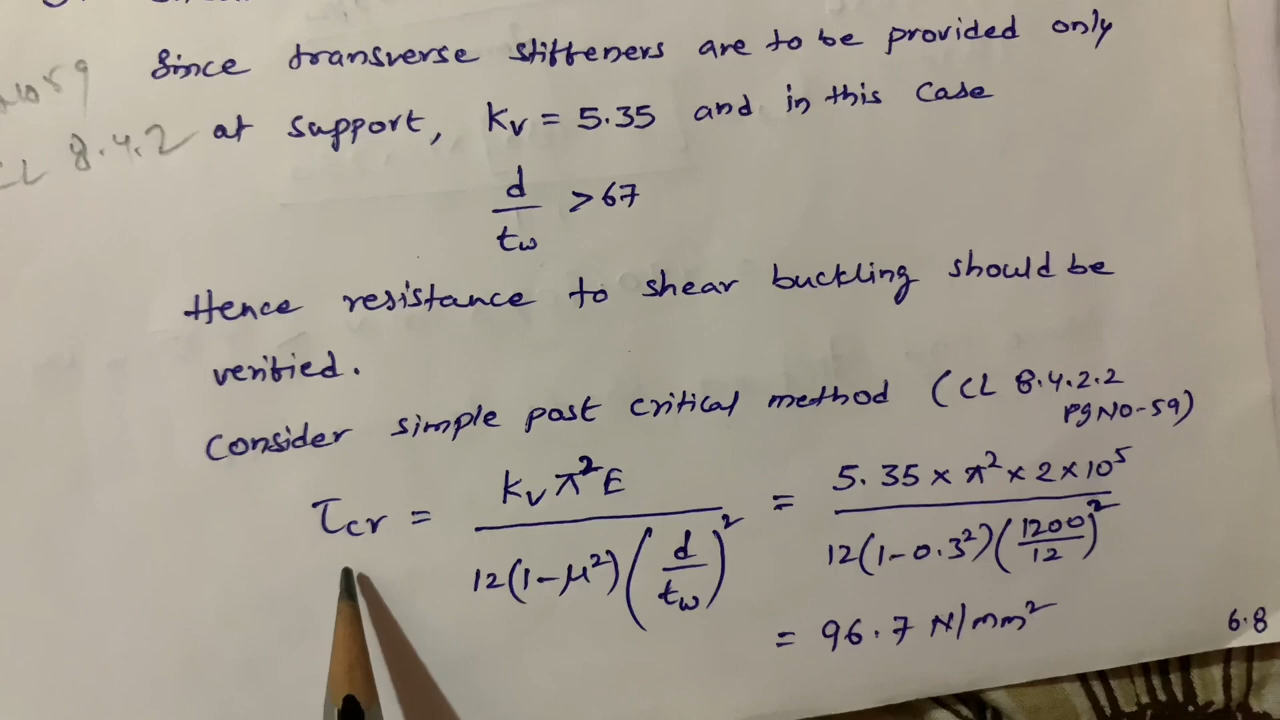 Since transverse stiffeners are to be provided only
59
CL 8.4.2
at support, Kv = 5.35 and in this case
d/tw > 67
Hence resistance to shear buckling should be
verified.
Consider simple post critical method (CL 8.4.2.2
Pg NO-59)
τcr = Kv π² E / 12(1-μ²)(d/tw)² = 5.35 × π² × 2 × 10⁵ / 12(1-0.3²)(1200/12)²
= 96.7 N/mm²
6.8